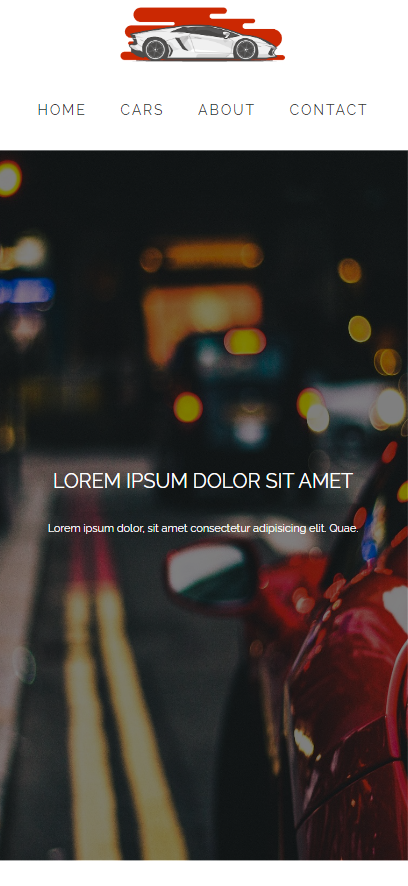 HOME CARS ABOUT CONTACT
LOREM IPSUM DOLOR SIT AMET
Lorem ipsum dolor, sit amet consectetur adipisicing elit. Quae.